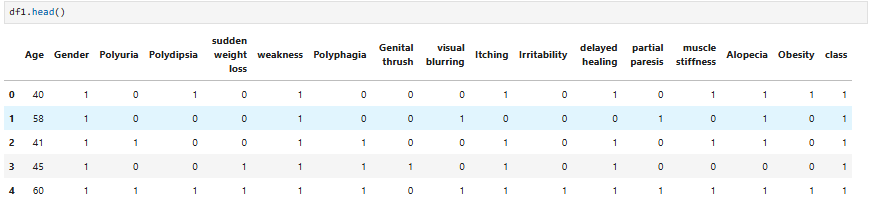 df1.head()
Age Gender Polyuria Polydipsia sudden weight loss weakness Polyphagia Genital thrush visual blurring Itching Irritability delayed healing partial paresis muscle stiffness Alopecia Obesity class
0 40 1 0 1 0 1 0 0 0 1 0 1 0 1 1 1 1
1 58 1 0 0 0 1 0 0 1 0 0 0 1 0 1 0 1
2 41 1 1 0 0 1 1 0 0 1 0 1 0 1 1 0 1
3 45 1 0 0 1 1 1 1 0 1 0 1 0 0 0 0 1
4 60 1 1 1 1 1 1 0 1 1 1 1 1 1 1 1 1